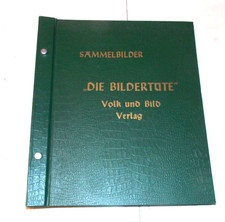 SAMMELBILDER
„DIE BILDERTÜTE“
Volk und Bild
Verlag